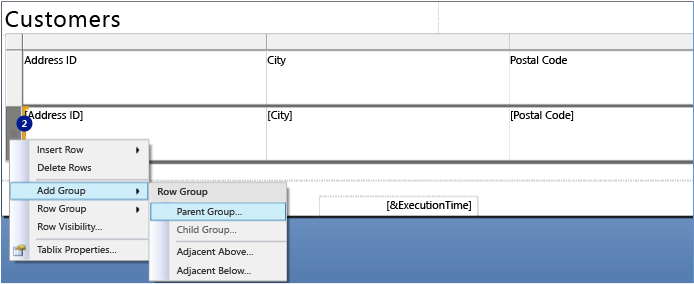 Customers
Address ID City Postal Code
2
[Address ID] [City] [Postal Code]
Insert Row
Delete Rows
Add Group
Row Group
Row Visibility...
Tablix Properties...
Row Group
Parent Group...
Child Group...
Adjacent Above...
Adjacent Below...
[&ExecutionTime]